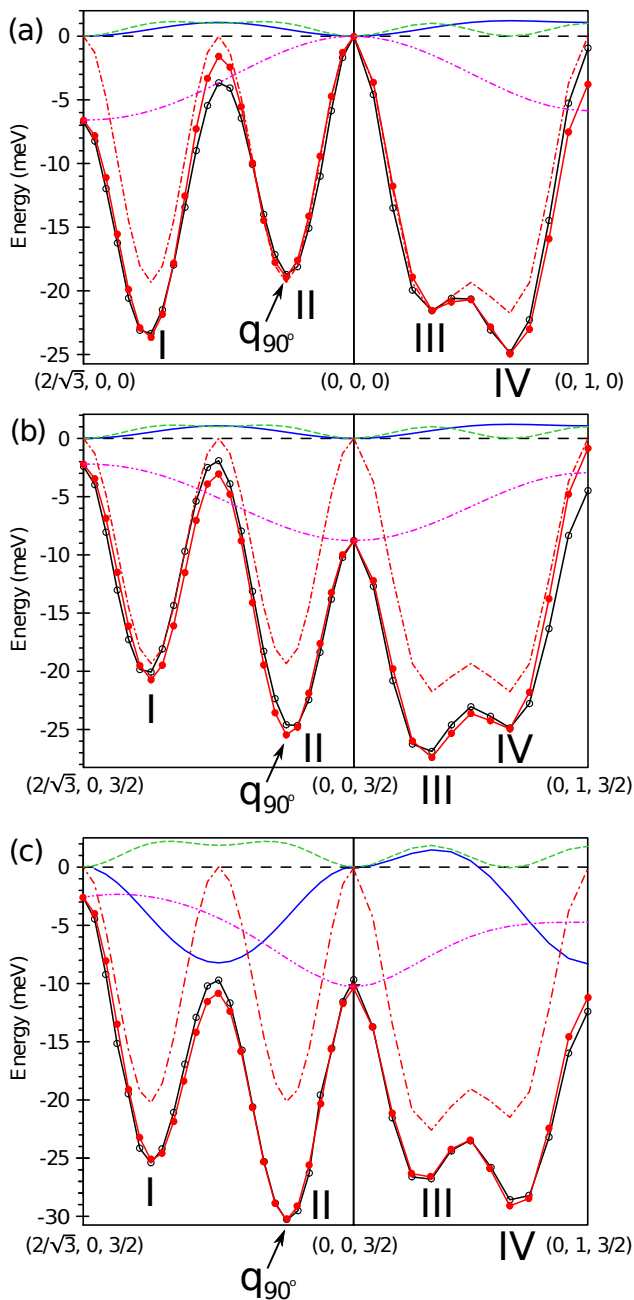 (a)
0
-5
-10
-15
-20
-25
Energy (meV)
I
II
III
IV
q90°
(2/√3, 0, 0)
(0, 0, 0)
(0, 1, 0)
(b)
0
-5
-10
-15
-20
-25
Energy (meV)
I
II
III
IV
q90°
(2/√3, 0, 3/2)
(0, 0, 3/2)
(0, 1, 3/2)
(c)
0
-5
-10
-15
-20
-25
-30
Energy (meV)
I
II
III
IV
(2/√3, 0, 3/2)
(0, 0, 3/2)
(0, 1, 3/2)
q90°